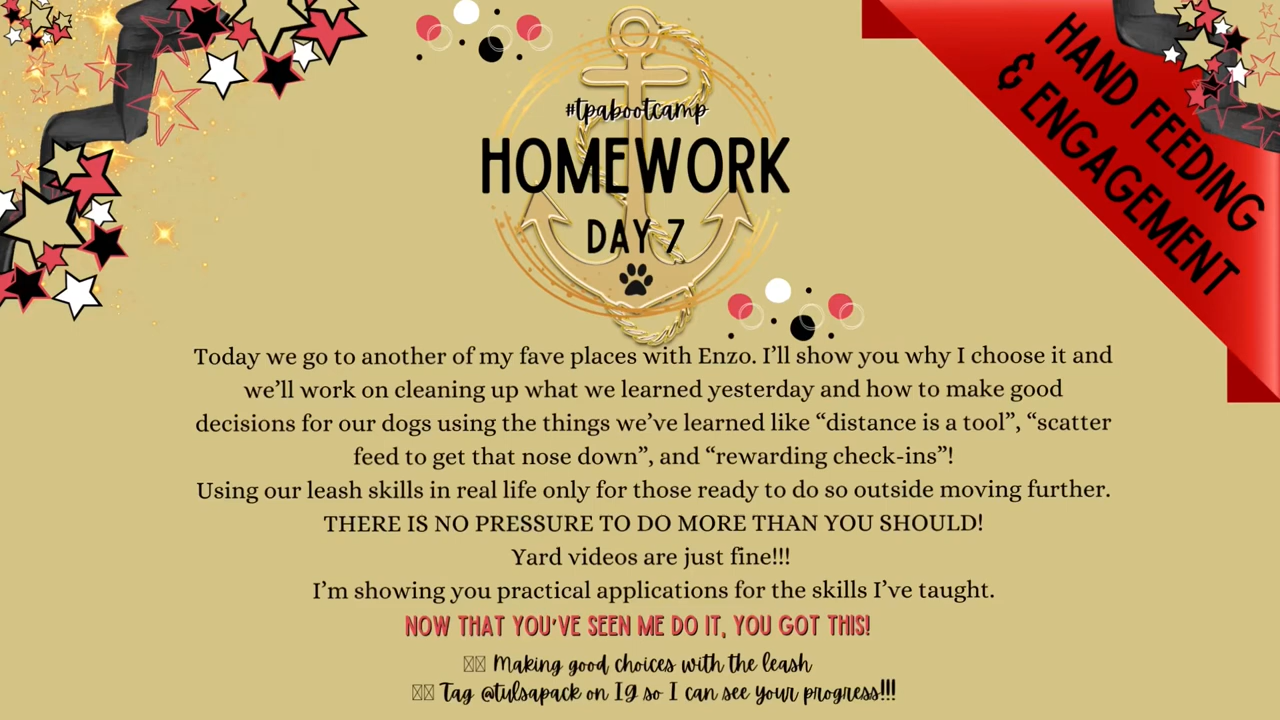 #tpabootcamp
HOMEWORK
DAY 7
HAND FEEDING
& ENGAGEMENT
Today we go to another of my fave places with Enzo. I’ll show you why I choose it and
we’ll work on cleaning up what we learned yesterday and how to make good
decisions for our dogs using the things we’ve learned like “distance is a tool”, “scatter
feed to get that nose down”, and “rewarding check-ins”!
Using our leash skills in real life only for those ready to do so outside moving further.
THERE IS NO PRESSURE TO DO MORE THAN YOU SHOULD!
Yard videos are just fine!!!
I’m showing you practical applications for the skills I’ve taught.
NOW THAT YOU’VE SEEN ME DO IT, YOU GOT THIS!
Making good choices with the leash
Tag @tulsapack on IG so I can see your progress!!!